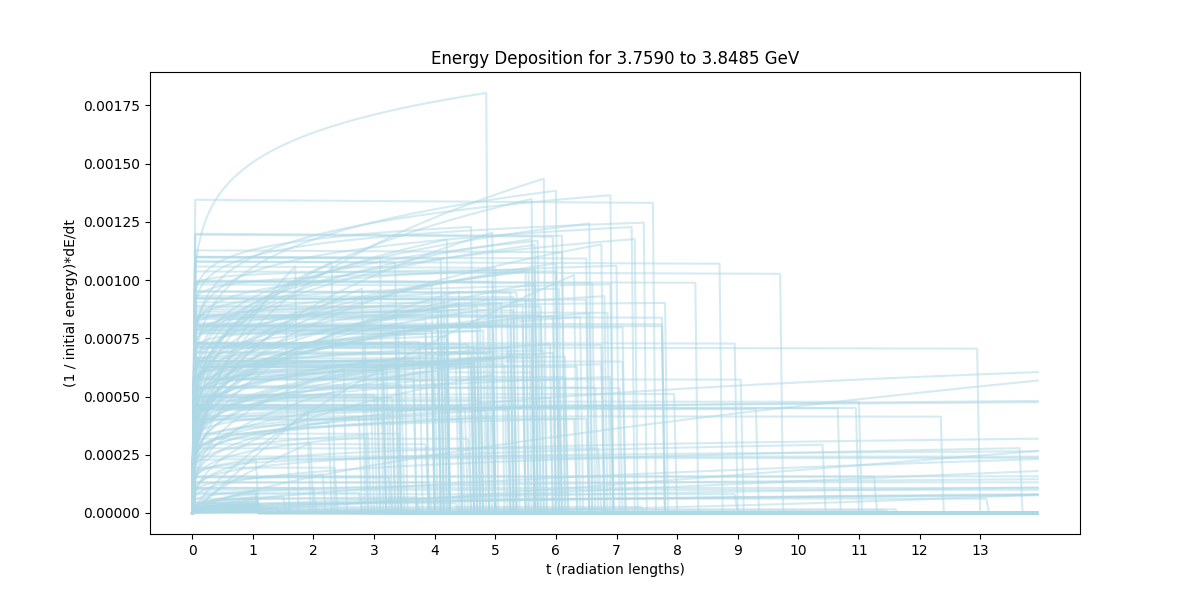 Energy Deposition for 3.7590 to 3.8485 GeV
(1 / initial energy)*dE/dt
0.00175
0.00150
0.00125
0.00100
0.00075
0.00050
0.00025
0.00000
0 1 2 3 4 5 6 7 8 9 10 11 12 13
t (radiation lengths)